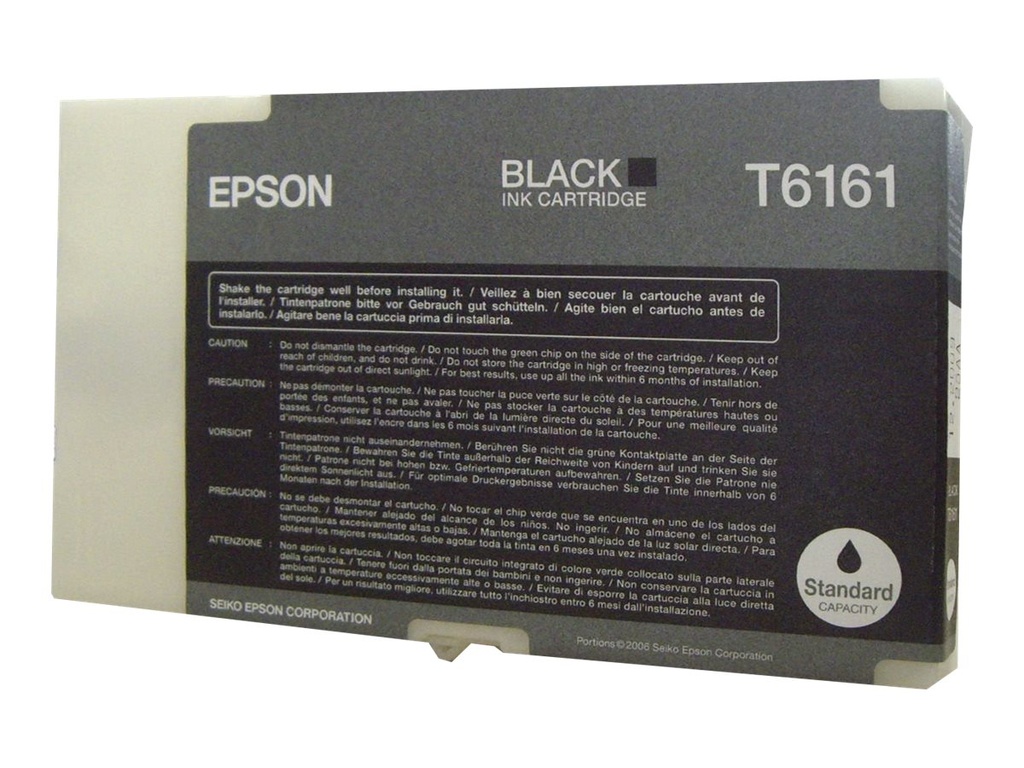 EPSON
BLACK
INK CARTRIDGE
T6161
Shake the cartridge well before installing it. / Veillez à bien secouer la cartouche avant de
l'installer. / Tintenpatrone bitte vor Gebrauch gut schütteln. / Agite bien el cartucho antes de
instalarlo. / Agitare bene la cartuccia prima di installarla.
CAUTION : Do not dismantle the cartridge. / Do not touch the green chip on the side of the cartridge. / Keep out of
reach of children, and do not drink. / Do not store the cartridge in high or freezing temperatures. / Keep
the cartridge out of direct sunlight. / For best results, use up all the ink within 6 months of installation.
PRECAUTION : Ne pas démonter la cartouche. / Ne pas toucher la puce verte sur le côté de la cartouche. / Tenir hors de
portée des enfants, et ne pas avaler. / Ne pas stocker la cartouche à des températures hautes ou
basses. / Conserver la cartouche à l'abri de la lumière directe du soleil. / Pour une meilleure qualité
d'impression, utilisez l'encre dans les 6 mois suivant l'installation de la cartouche.
VORSICHT : Tintenpatrone nicht auseinandernehmen. / Berühren Sie nicht die grüne Kontaktplatte an der Seite der
Tintenpatrone. / Bewahren Sie die Tinte außerhalb der Reichweite von Kindern auf und trinken Sie sie
nicht. / Patrone nicht bei hohen bzw. Gefriertemperaturen aufbewahren. / Setzen Sie die Patrone nie
direktem Sonnenlicht aus. / Für optimale Druckergebnisse verbrauchen Sie die Tinte innerhalb von 6
Monaten nach der Installation.
PRECAUCIÓN : No se debe desmontar el cartucho. / No tocar el chip verde que se encuentra en uno de los lados del
cartucho. / Mantener alejado del alcance de los niños. No ingerir. / No almacene el cartucho a
temperaturas excesivamente altas o bajas. / Mantenga el cartucho alejado de la luz solar directa. / Para
obtener los mejores resultados, debe agotar toda la tinta en 6 meses una vez instalado.
ATTENZIONE : Non aprire la cartuccia. / Non toccare il circuito integrato di colore verde collocato sulla parte laterale
della cartuccia. / Tenere fuori dalla portata dei bambini e non ingerire. / Non conservare la cartuccia in
ambienti a temperature eccessivamente alte o basse. / Evitare di esporre la cartuccia alla luce diretta
del sole. / Per un risultato migliore, utilizzare tutto l'inchiostro entro 6 mesi dall'installazione.
Standard
CAPACITY
SEIKO EPSON CORPORATION
Portions©2006 Seiko Epson Corporation
BLACK
T6161